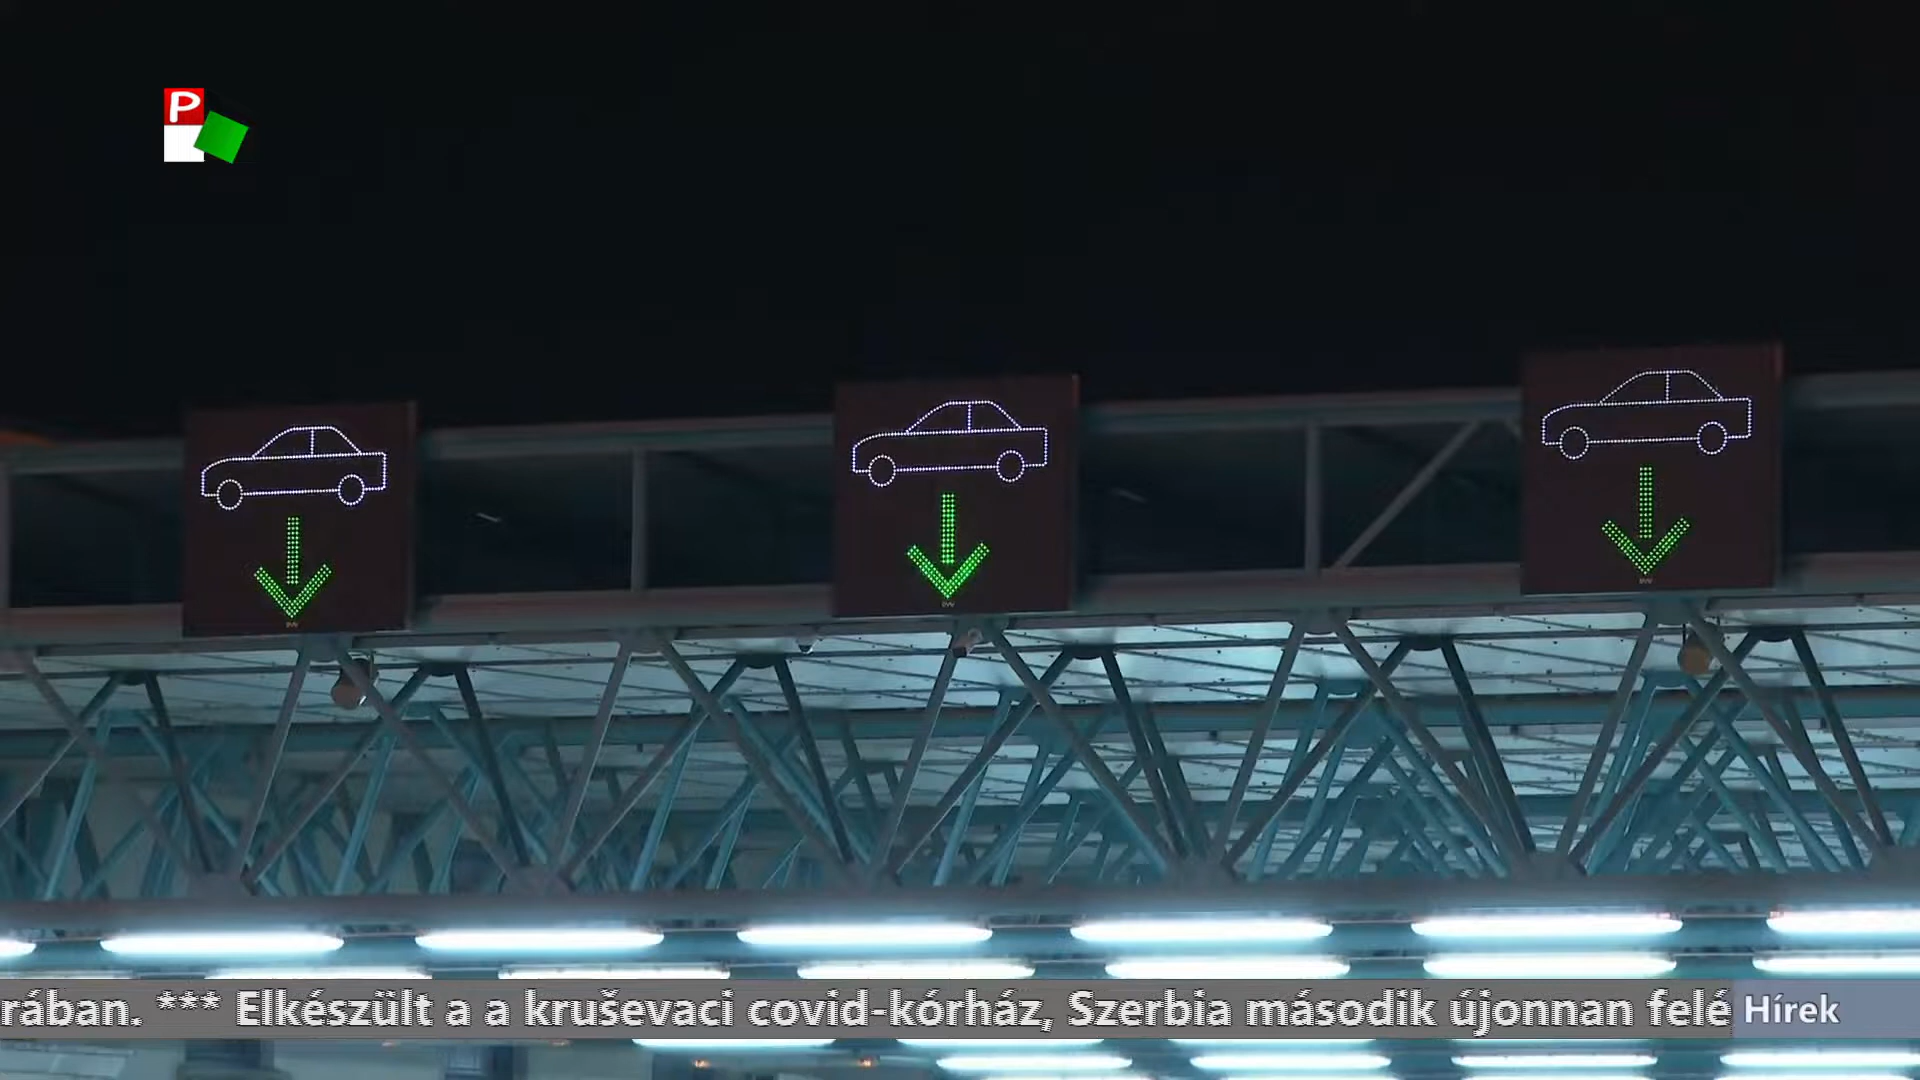 P
rában. *** Elkészült a a kruševaci covid-kórház, Szerbia második újonnan felé
Hírek